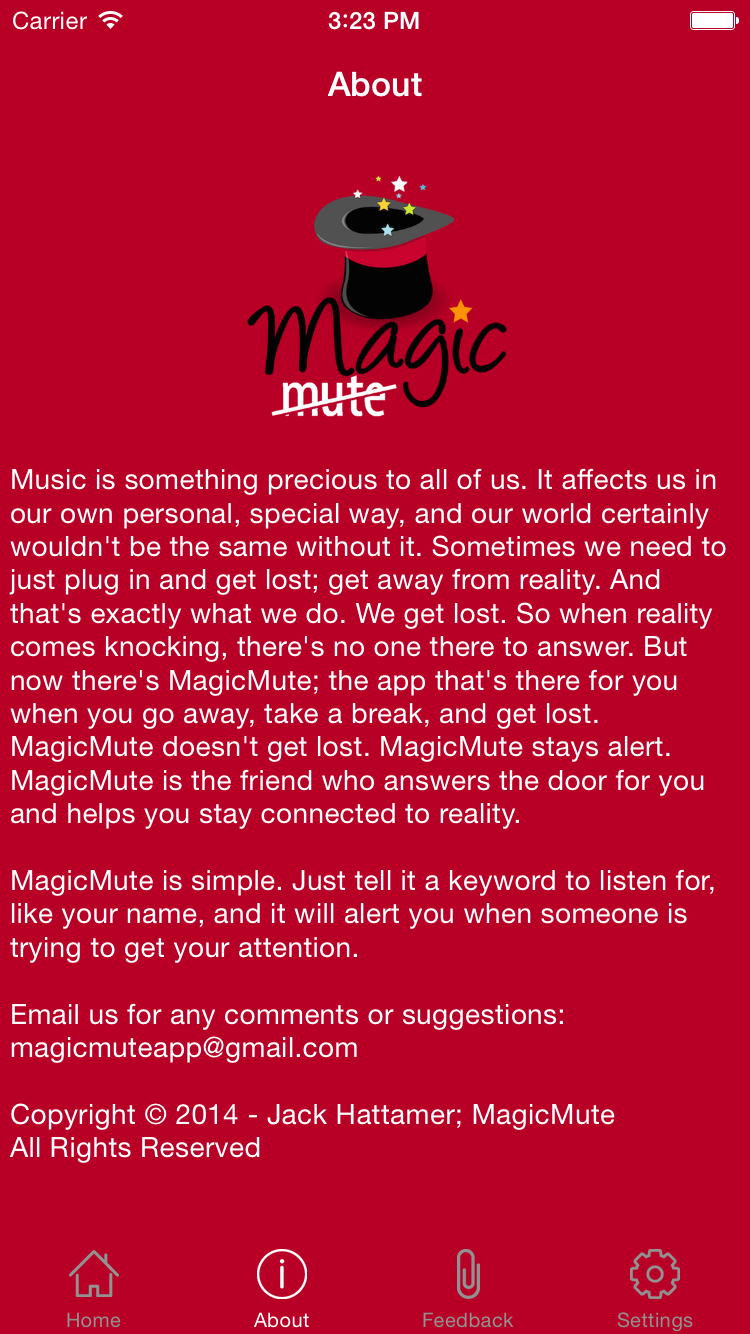 Carrier 3:23 PM
About
Magic
mute
Music is something precious to all of us. It affects us in
our own personal, special way, and our world certainly
wouldn't be the same without it. Sometimes we need to
just plug in and get lost; get away from reality. And
that's exactly what we do. We get lost. So when reality
comes knocking, there's no one there to answer. But
now there's MagicMute; the app that's there for you
when you go away, take a break, and get lost.
MagicMute doesn't get lost. MagicMute stays alert.
MagicMute is the friend who answers the door for you
and helps you stay connected to reality.
MagicMute is simple. Just tell it a keyword to listen for,
like your name, and it will alert you when someone is
trying to get your attention.
Email us for any comments or suggestions:
magicmuteapp@gmail.com
Copyright © 2014 - Jack Hattamer; MagicMute
All Rights Reserved
Home About Feedback Settings